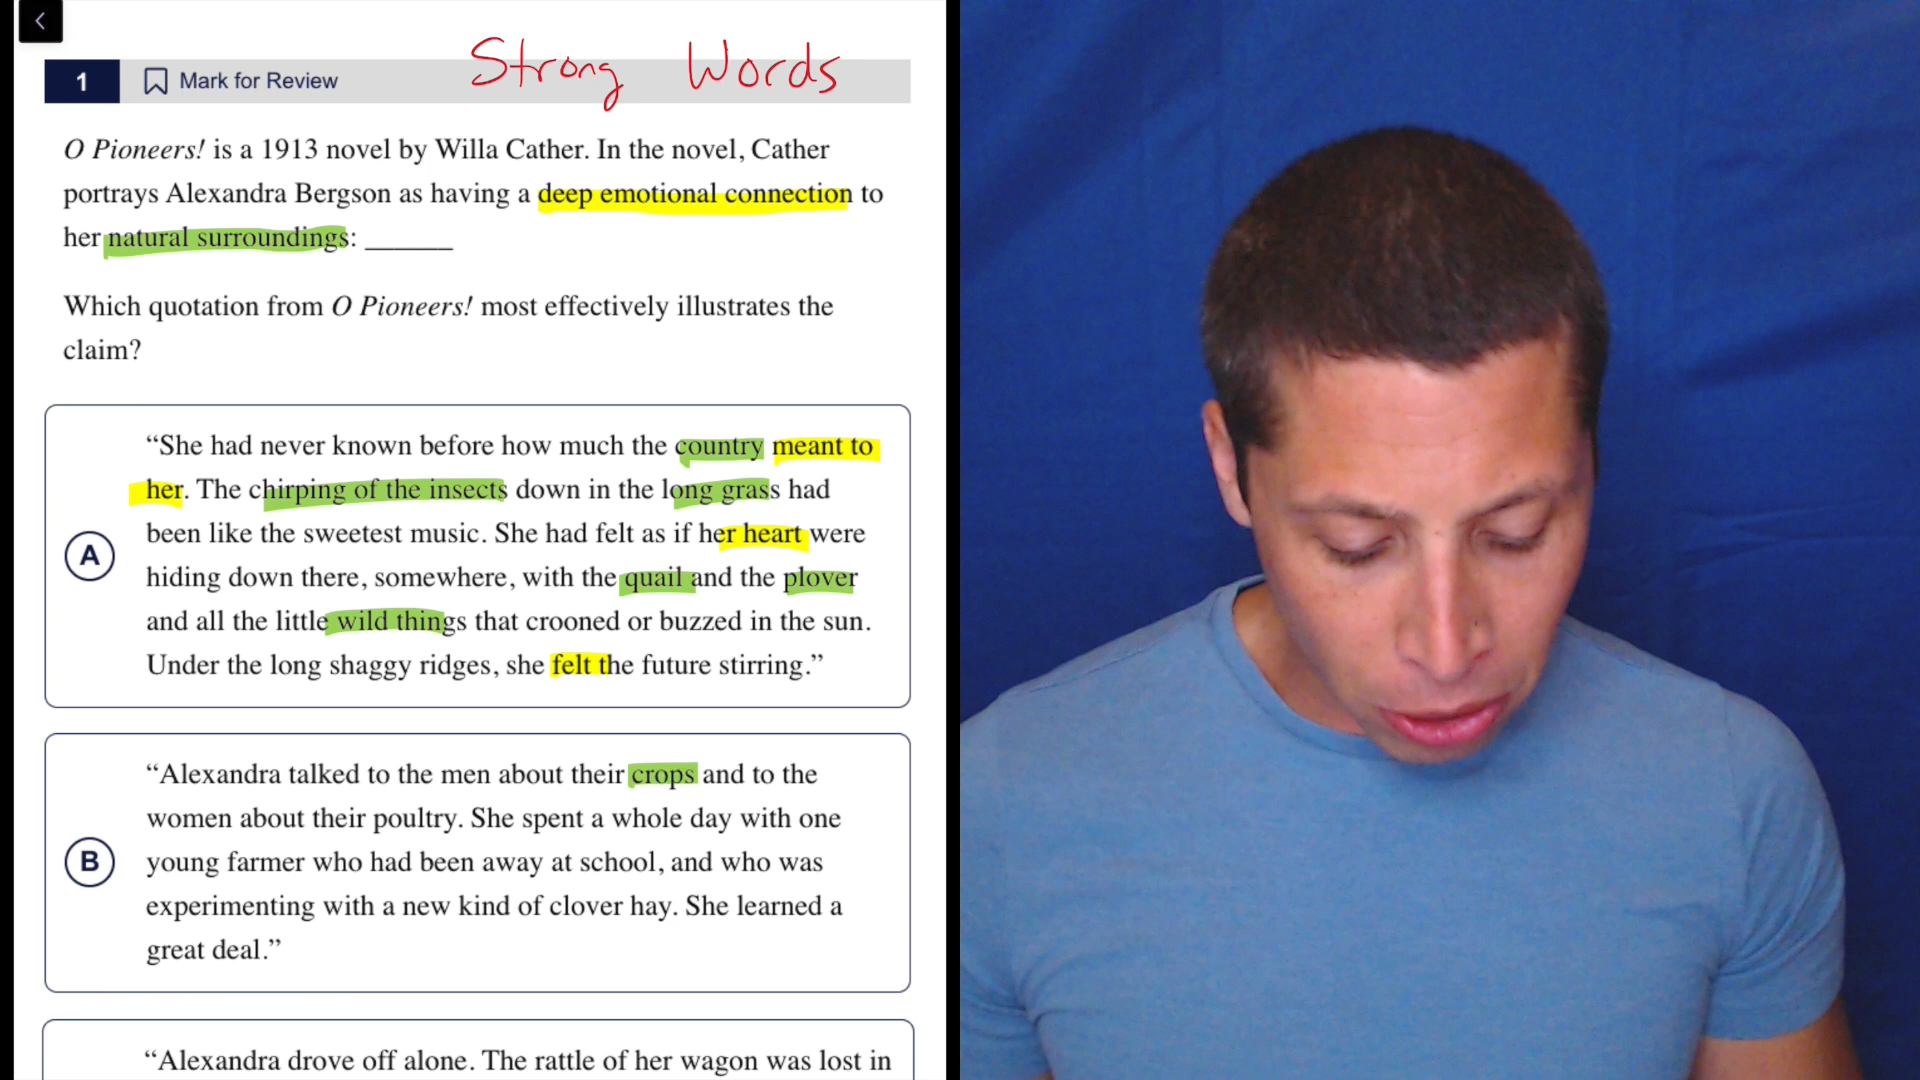 Strong Words
1 Mark for Review
O Pioneers! is a 1913 novel by Willa Cather. In the novel, Cather
portrays Alexandra Bergson as having a deep emotional connection to
her natural surroundings: ______
Which quotation from O Pioneers! most effectively illustrates the
claim?
“She had never known before how much the country meant to
her. The chirping of the insects down in the long grass had
been like the sweetest music. She had felt as if her heart were
A
hiding down there, somewhere, with the quail and the plover
and all the little wild things that crooned or buzzed in the sun.
Under the long shaggy ridges, she felt the future stirring.”
“Alexandra talked to the men about their crops and to the
women about their poultry. She spent a whole day with one
B
young farmer who had been away at school, and who was
experimenting with a new kind of clover hay. She learned a
great deal.”
“Alexandra drove off alone. The rattle of her wagon was lost in